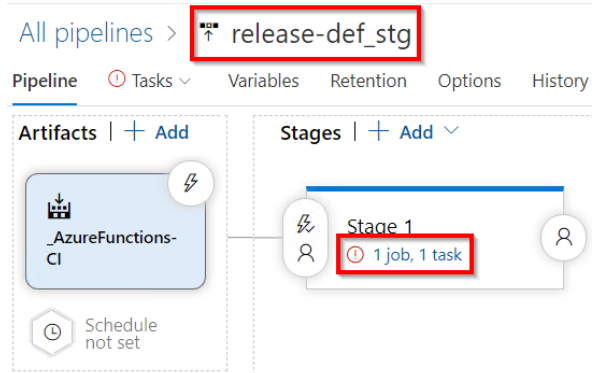 All pipelines > release-def_stg
Pipeline Tasks Variables Retention Options History
Artifacts | + Add
Stages | + Add
_AzureFunctions-
CI
Stage 1
1 job, 1 task
Schedule
not set